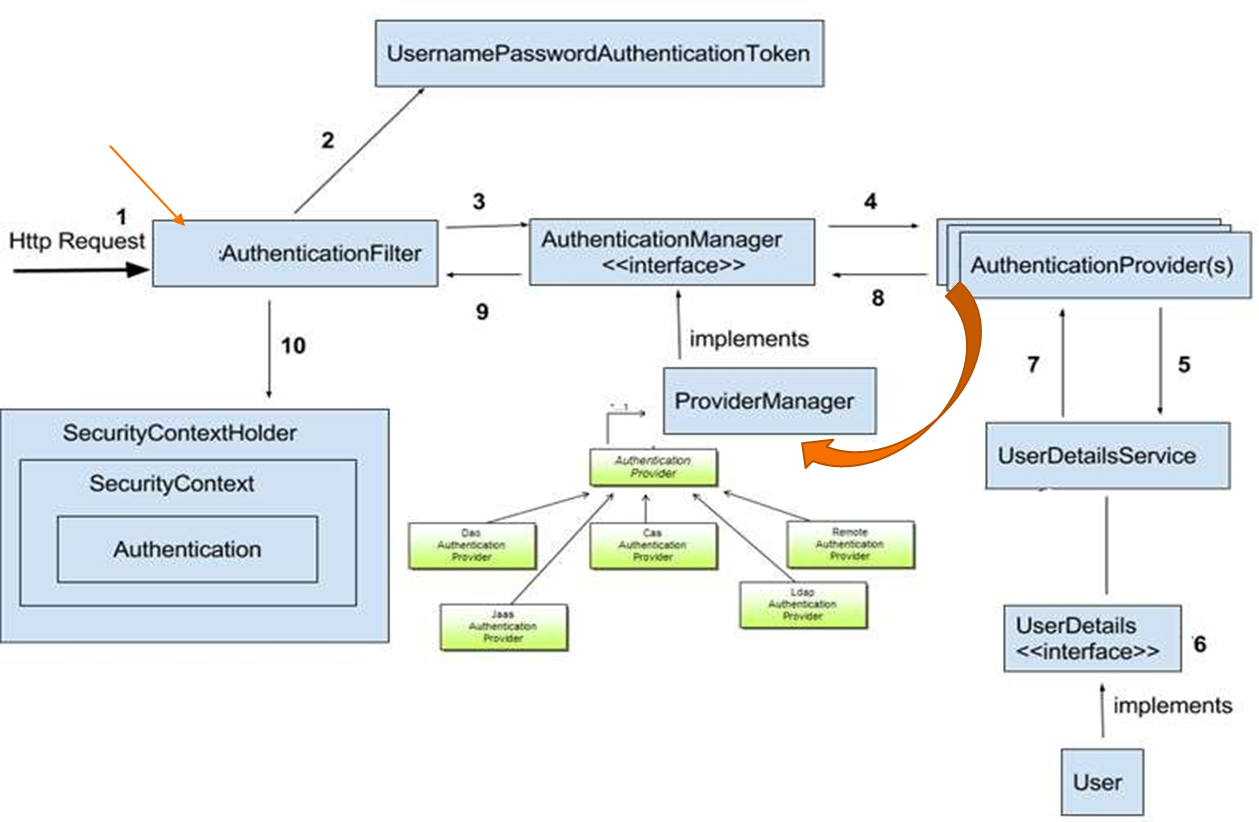 UsernamePasswordAuthenticationToken
2
1
3
4
Http Request
:AuthenticationFilter
AuthenticationManager
<<interface>>
AuthenticationProvider(s)
9
8
10
implements
7
5
ProviderManager
SecurityContextHolder
SecurityContext
Authentication
Authentication
Provider
UserDetailsService
Dao
Authentication
Provider
Cas
Authentication
Provider
Remote
Authentication
Provider
Jaas
Authentication
Provider
Ldap
Authentication
Provider
UserDetails
<<interface>>
6
implements
User